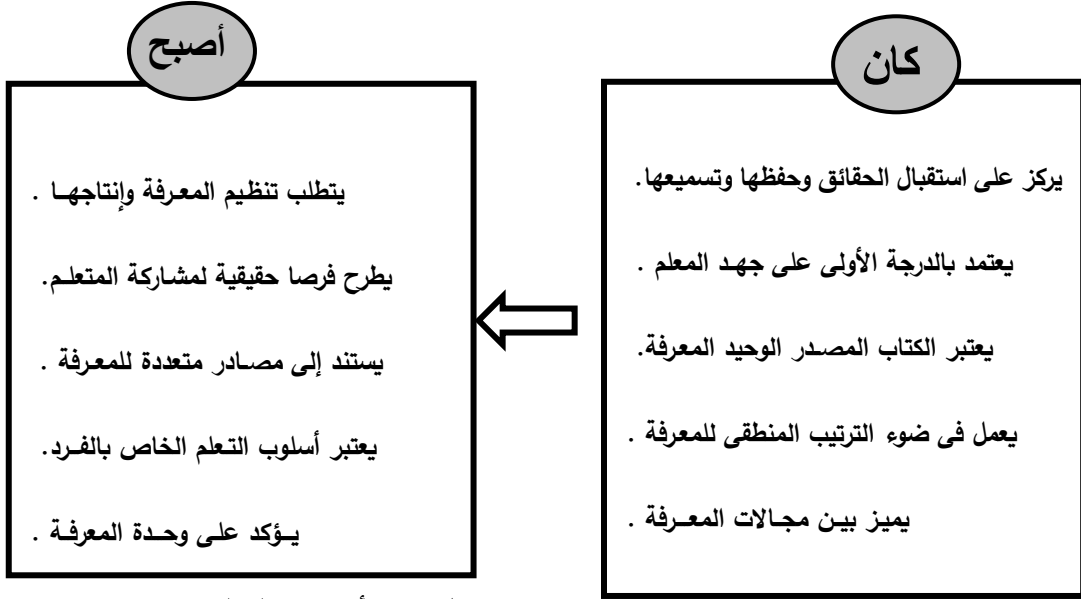 كان
يركز على استقبال الحقائق وحفظها وتسميعها.
يعتمد بالدرجة الأولى على جهد المعلم .
يعتبر الكتاب المصدر الوحيد المعرفة.
يعمل فى ضوء الترتيب المنطقى للمعرفة .
يميز بين مجالات المعرفة .
أصبح
يتطلب تنظيم المعرفة وإنتاجها .
يطرح فرصا حقيقية لمشاركة المتعلم.
يستند إلى مصادر متعددة للمعرفة .
يعتبر أسلوب التعلم الخاص بالفرد.
يؤكد على وحدة المعرفة .